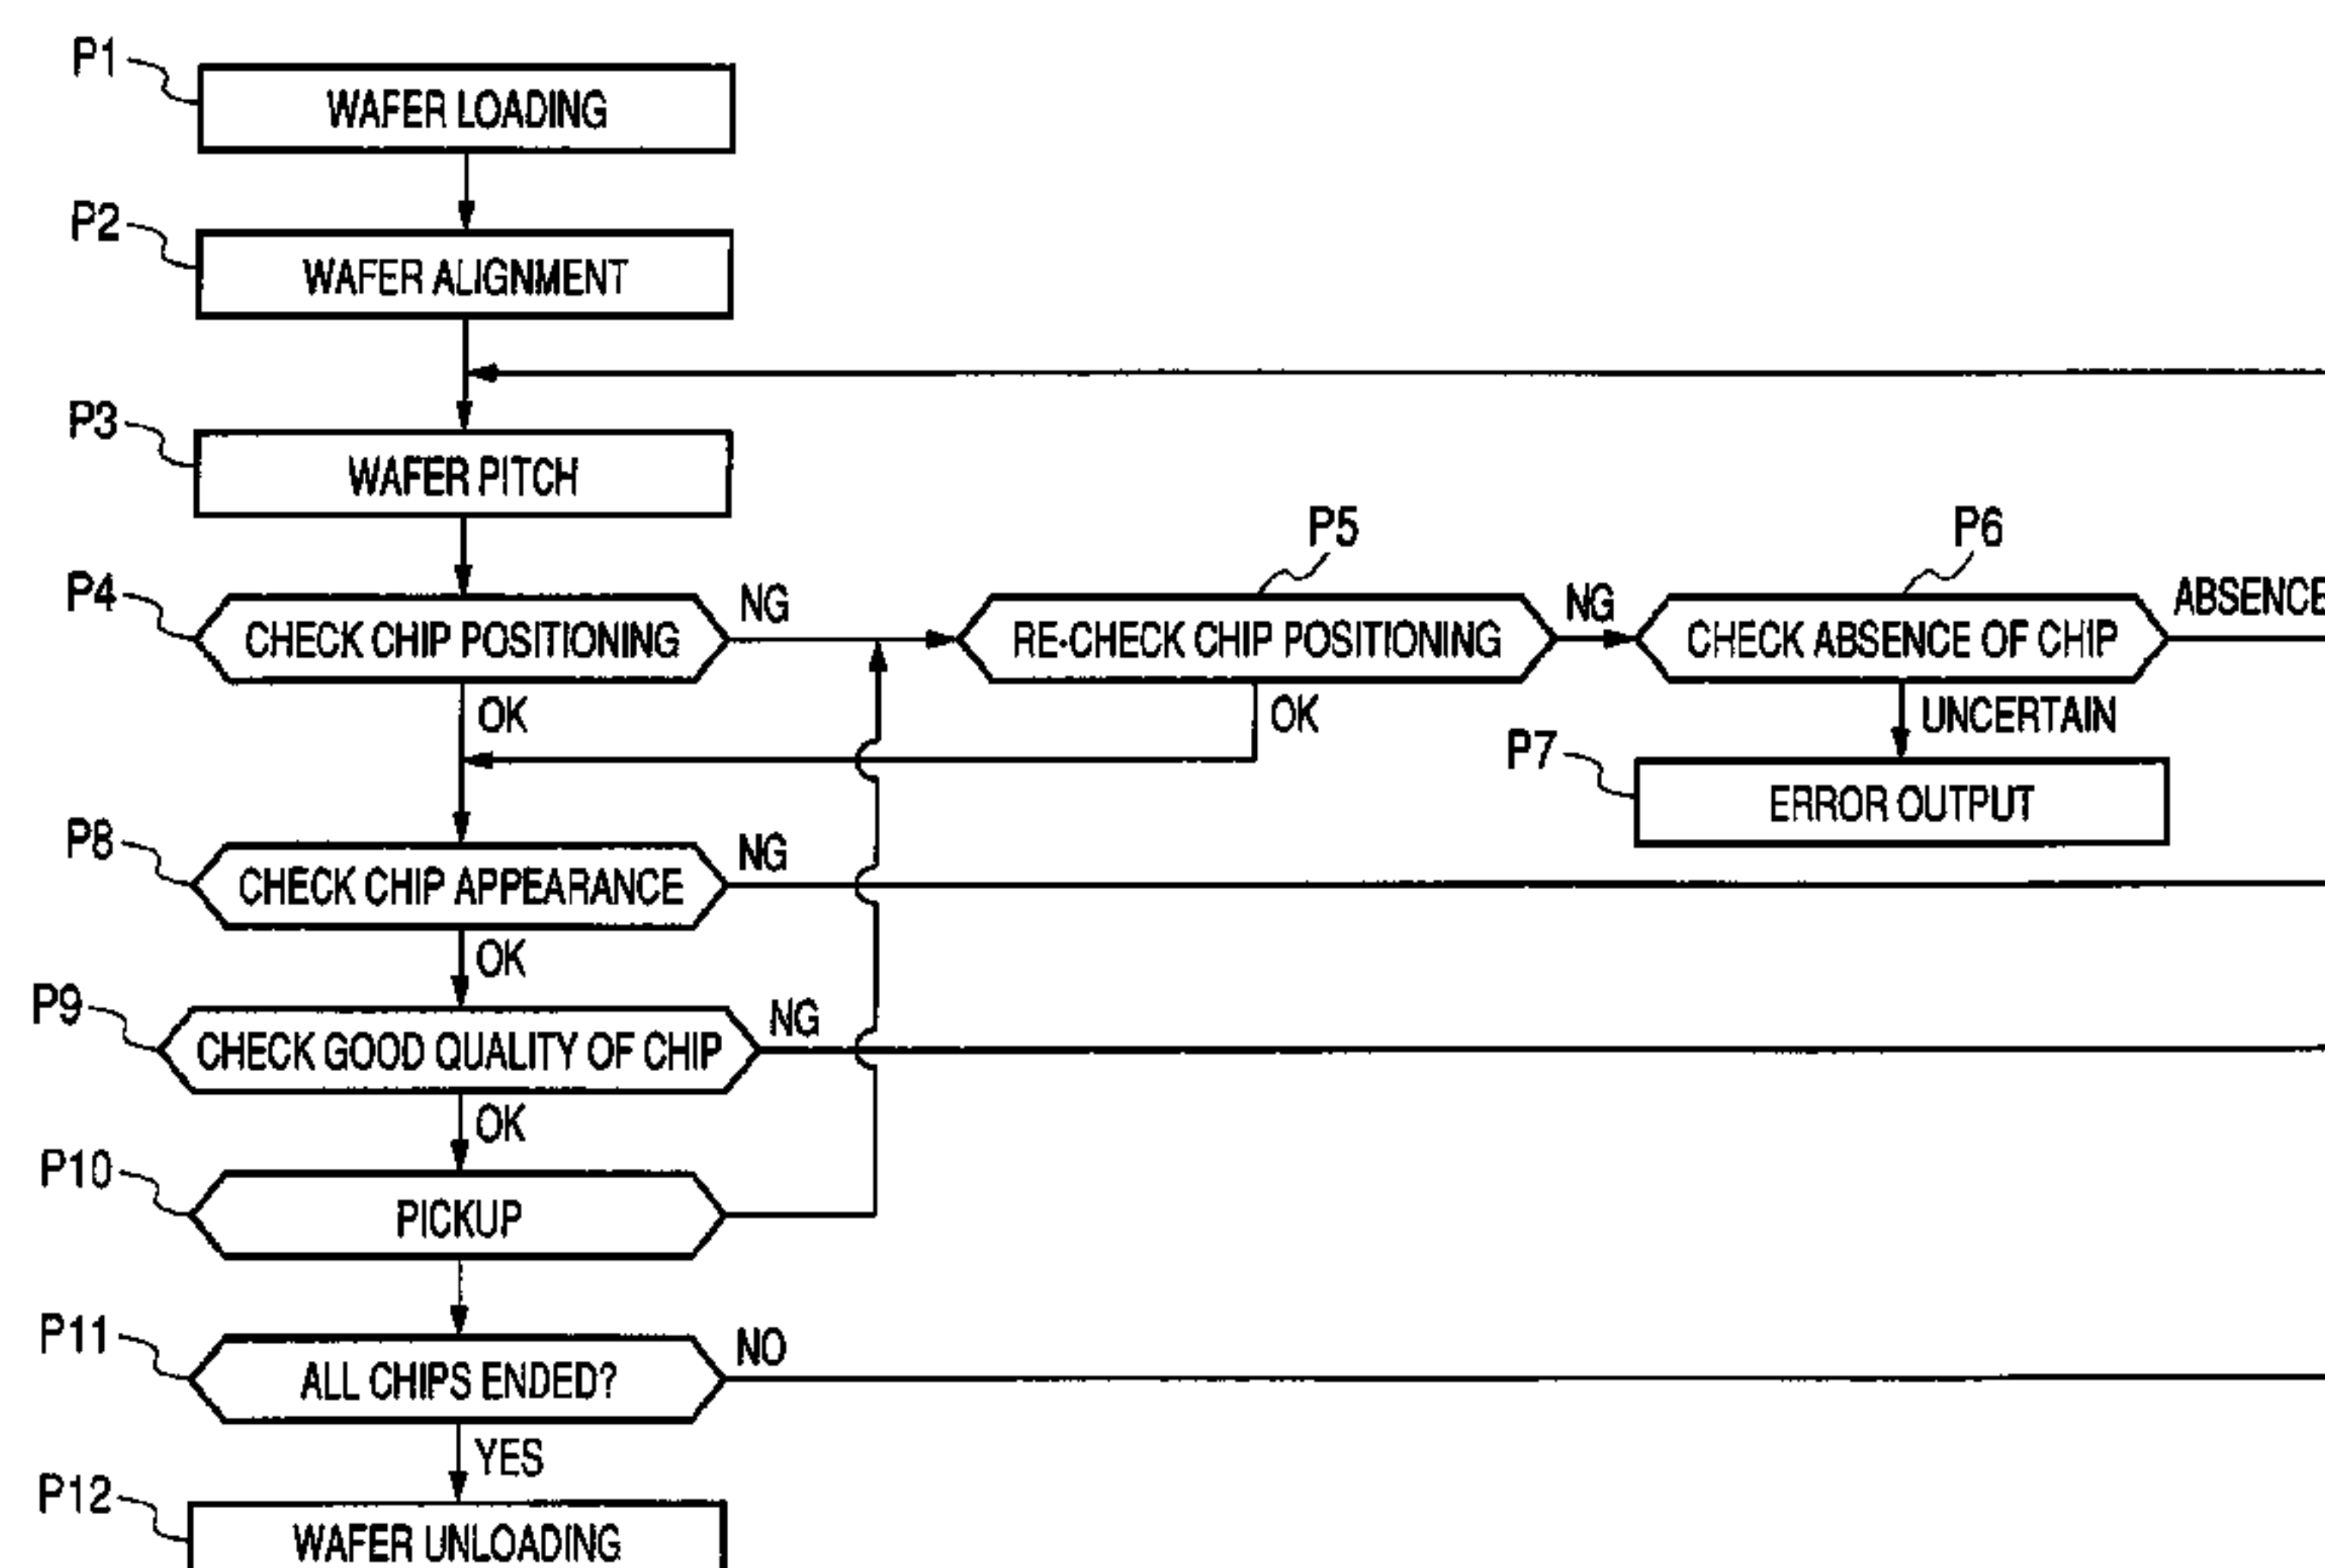 P1
WAFER LOADING
P2
WAFER ALIGNMENT
P3
WAFER PITCH
P4
CHECK CHIP POSITIONING
NG
OK
P5
RE-CHECK CHIP POSITIONING
NG
OK
P6
CHECK ABSENCE OF CHIP
ABSENCE
UNCERTAIN
P7
ERROR OUTPUT
P8
CHECK CHIP APPEARANCE
NG
OK
P9
CHECK GOOD QUALITY OF CHIP
NG
OK
P10
PICKUP
P11
ALL CHIPS ENDED?
NO
YES
P12
WAFER UNLOADING